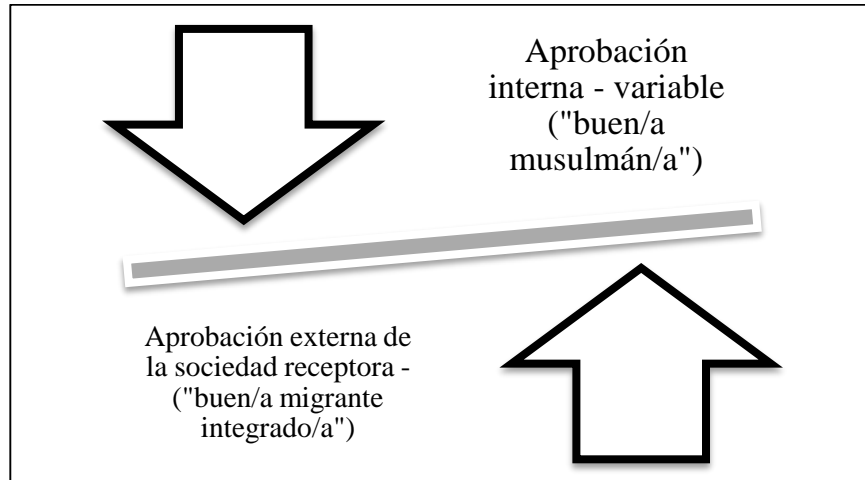 Aprobación
interna - variable
("buen/a
musulmán/a")
Aprobación externa de
la sociedad receptora -
("buen/a migrante
integrado/a")